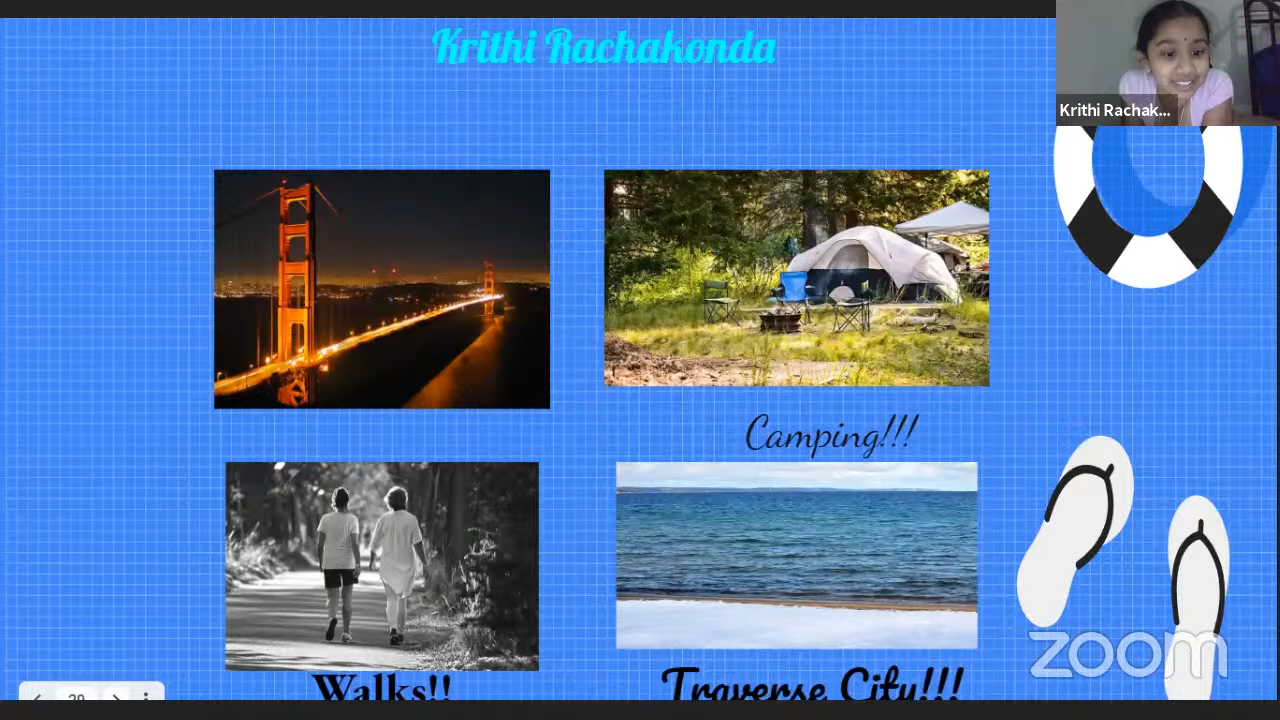 Krithi Rachakonda
Krithi Rachak...
Camping!!!
Walks!!
Traverse City!!!
zoom